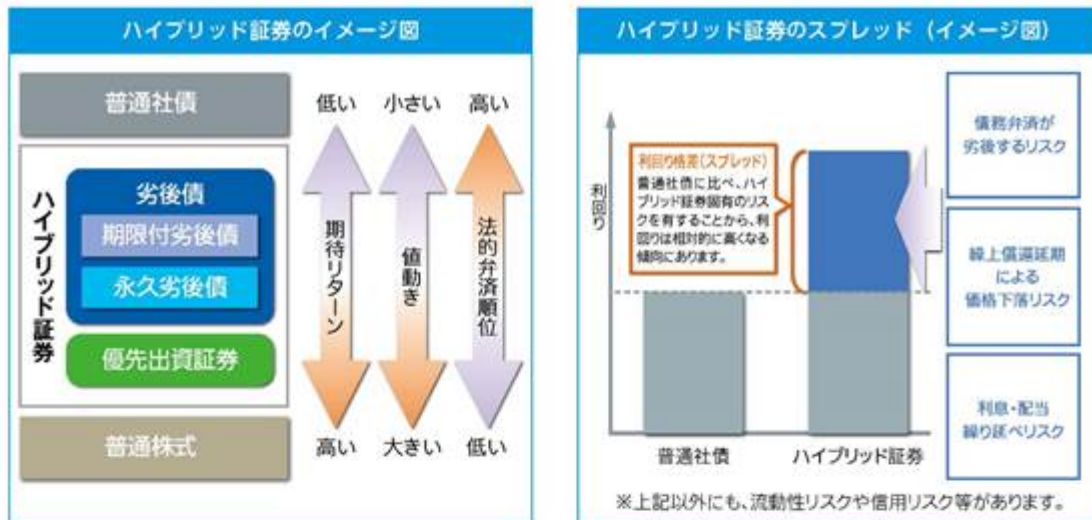 ハイブリッド証券のイメージ図
普通社債
ハイブリッド証券
劣後債
期限付劣後債
永久劣後債
優先出資証券
普通株式
低い
小さい
高い
期待リターン
値動き
法的弁済順位
高い
大きい
低い
ハイブリッド証券のスプレッド（イメージ図）
利回り
利回り格差（スプレッド）
普通社債に比べ、ハイ
ブリッド証券固有のリス
クを有することから、利
回りは相対的に高くなる
傾向にあります。
普通社債
ハイブリッド証券
債務弁済が
劣後するリスク
繰上償還延期
による
価格下落リスク
利息・配当
繰り延べリスク
※上記以外にも、流動性リスクや信用リスク等があります。